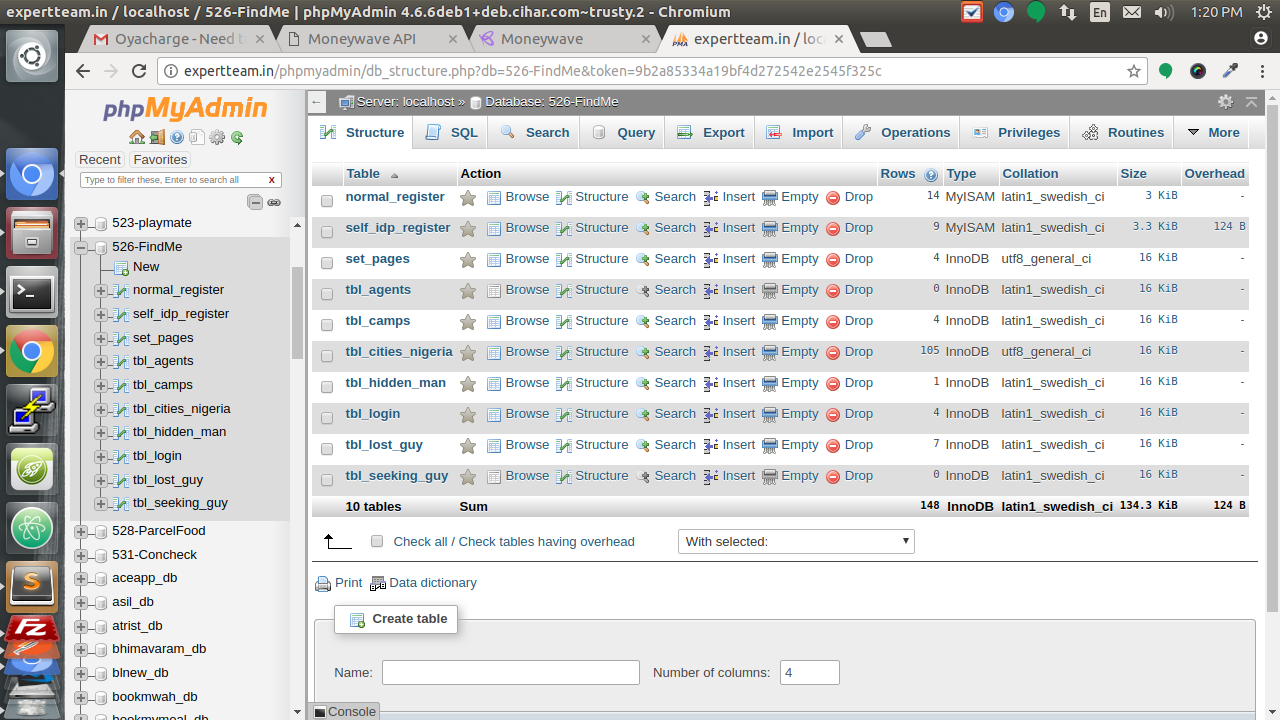 expertteam.in / localhost / 526-FindMe | phpMyAdmin 4.6.6deb1+deb.cihar.com~trusty.2 - Chromium
En
1:20 PM
Oyacharge - Need t
Moneywave API
Moneywave
expertteam.in / loc
expertteam.in/phpmyadmin/db_structure.php?db=526-FindMe&token=9b2a85334a19bf4d272542e2545f325c
phpMyAdmin
Recent
Favorites
Type to filter these, Enter to search all
X
523-playmate
526-FindMe
New
normal_register
self_idp_register
set_pages
tbl_agents
tbl_camps
tbl_cities_nigeria
tbl_hidden_man
tbl_login
tbl_lost_guy
tbl_seeking_guy
528-ParcelFood
531-Concheck
aceapp_db
asil_db
atrist_db
bhimavaram_db
blnew_db
bookmwah_db
bookmymeal_db
Server: localhost » Database: 526-FindMe
Structure
SQL
Search
Query
Export
Import
Operations
Privileges
Routines
More
Table Action Rows Type Collation Size Overhead
normal_register Browse Structure Search Insert Empty Drop 14 MyISAM latin1_swedish_ci 3 KiB -
self_idp_register Browse Structure Search Insert Empty Drop 9 MyISAM latin1_swedish_ci 3.3 KiB 124 B
set_pages Browse Structure Search Insert Empty Drop 4 InnoDB utf8_general_ci 16 KiB -
tbl_agents Browse Structure Search Insert Empty Drop 0 InnoDB latin1_swedish_ci 16 KiB -
tbl_camps Browse Structure Search Insert Empty Drop 4 InnoDB latin1_swedish_ci 16 KiB -
tbl_cities_nigeria Browse Structure Search Insert Empty Drop 105 InnoDB utf8_general_ci 16 KiB -
tbl_hidden_man Browse Structure Search Insert Empty Drop 1 InnoDB latin1_swedish_ci 16 KiB -
tbl_login Browse Structure Search Insert Empty Drop 4 InnoDB latin1_swedish_ci 16 KiB -
tbl_lost_guy Browse Structure Search Insert Empty Drop 7 InnoDB latin1_swedish_ci 16 KiB -
tbl_seeking_guy Browse Structure Search Insert Empty Drop 0 InnoDB latin1_swedish_ci 16 KiB -
10 tables Sum 148 InnoDB latin1_swedish_ci 134.3 KiB 124 B
Check all / Check tables having overhead
With selected:
Print
Data dictionary
Create table
Name:
Number of columns: 4
Console